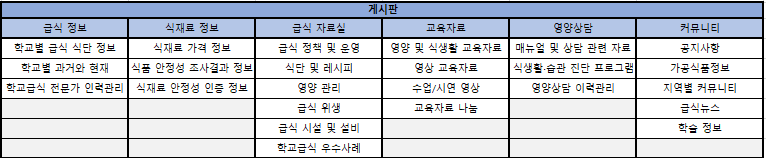 게시판
급식 정보 식재료 정보 급식 자료실 교육자료 영양상담 커뮤니티
학교별 급식 식단 정보 식재료 가격 정보 급식 정책 및 운영 영양 및 식생활 교육자료 매뉴얼 및 상담 관련 자료 공지사항
학교별 과거와 현재 식품 안정성 조사결과 정보 식단 및 레시피 영상 교육자료 식생활·습관 진단 프로그램 가공식품정보
학교급식 전문가 인력관리 식재료 안정성 인증 정보 영양 관리 수업/시연 영상 영양상담 이력관리 지역별 커뮤니티
급식 위생 교육자료 나눔 급식뉴스
급식 시설 및 설비 학술 정보
학교급식 우수사례